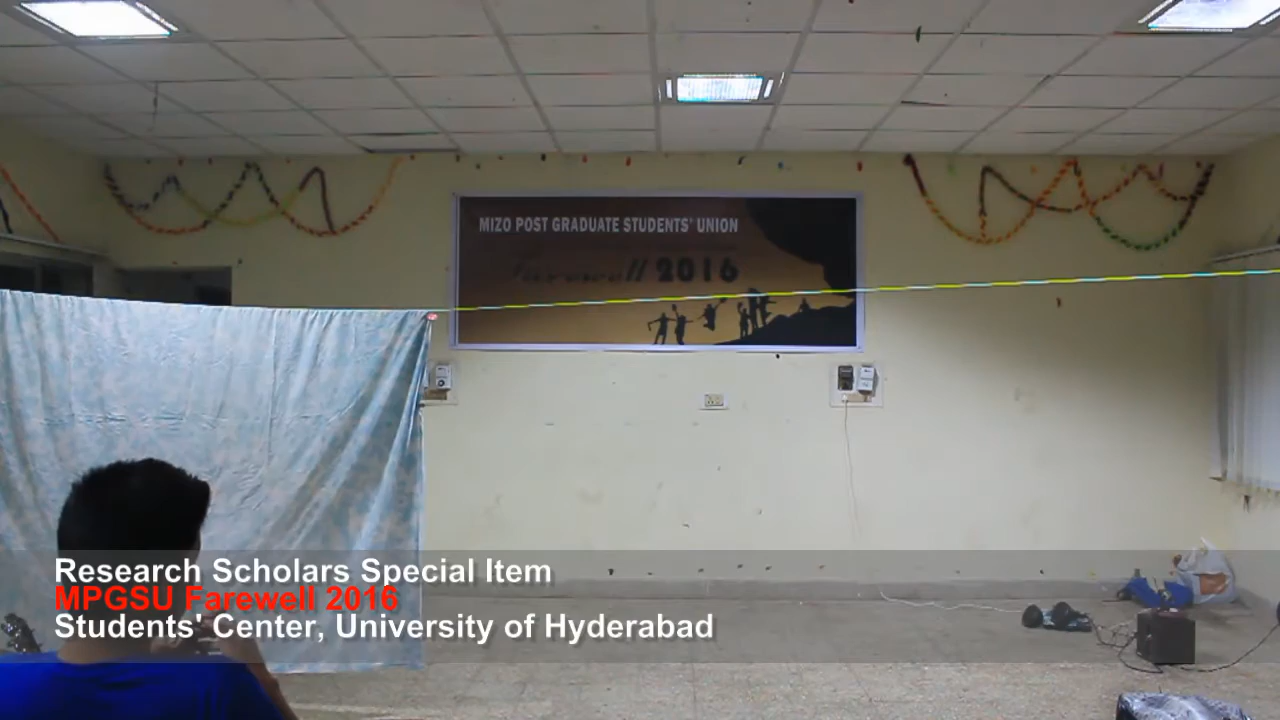 MIZO POST GRADUATE STUDENTS' UNION
Farewell 2016
Research Scholars Special Item
MPGSU Farewell 2016
Students' Center, University of Hyderabad